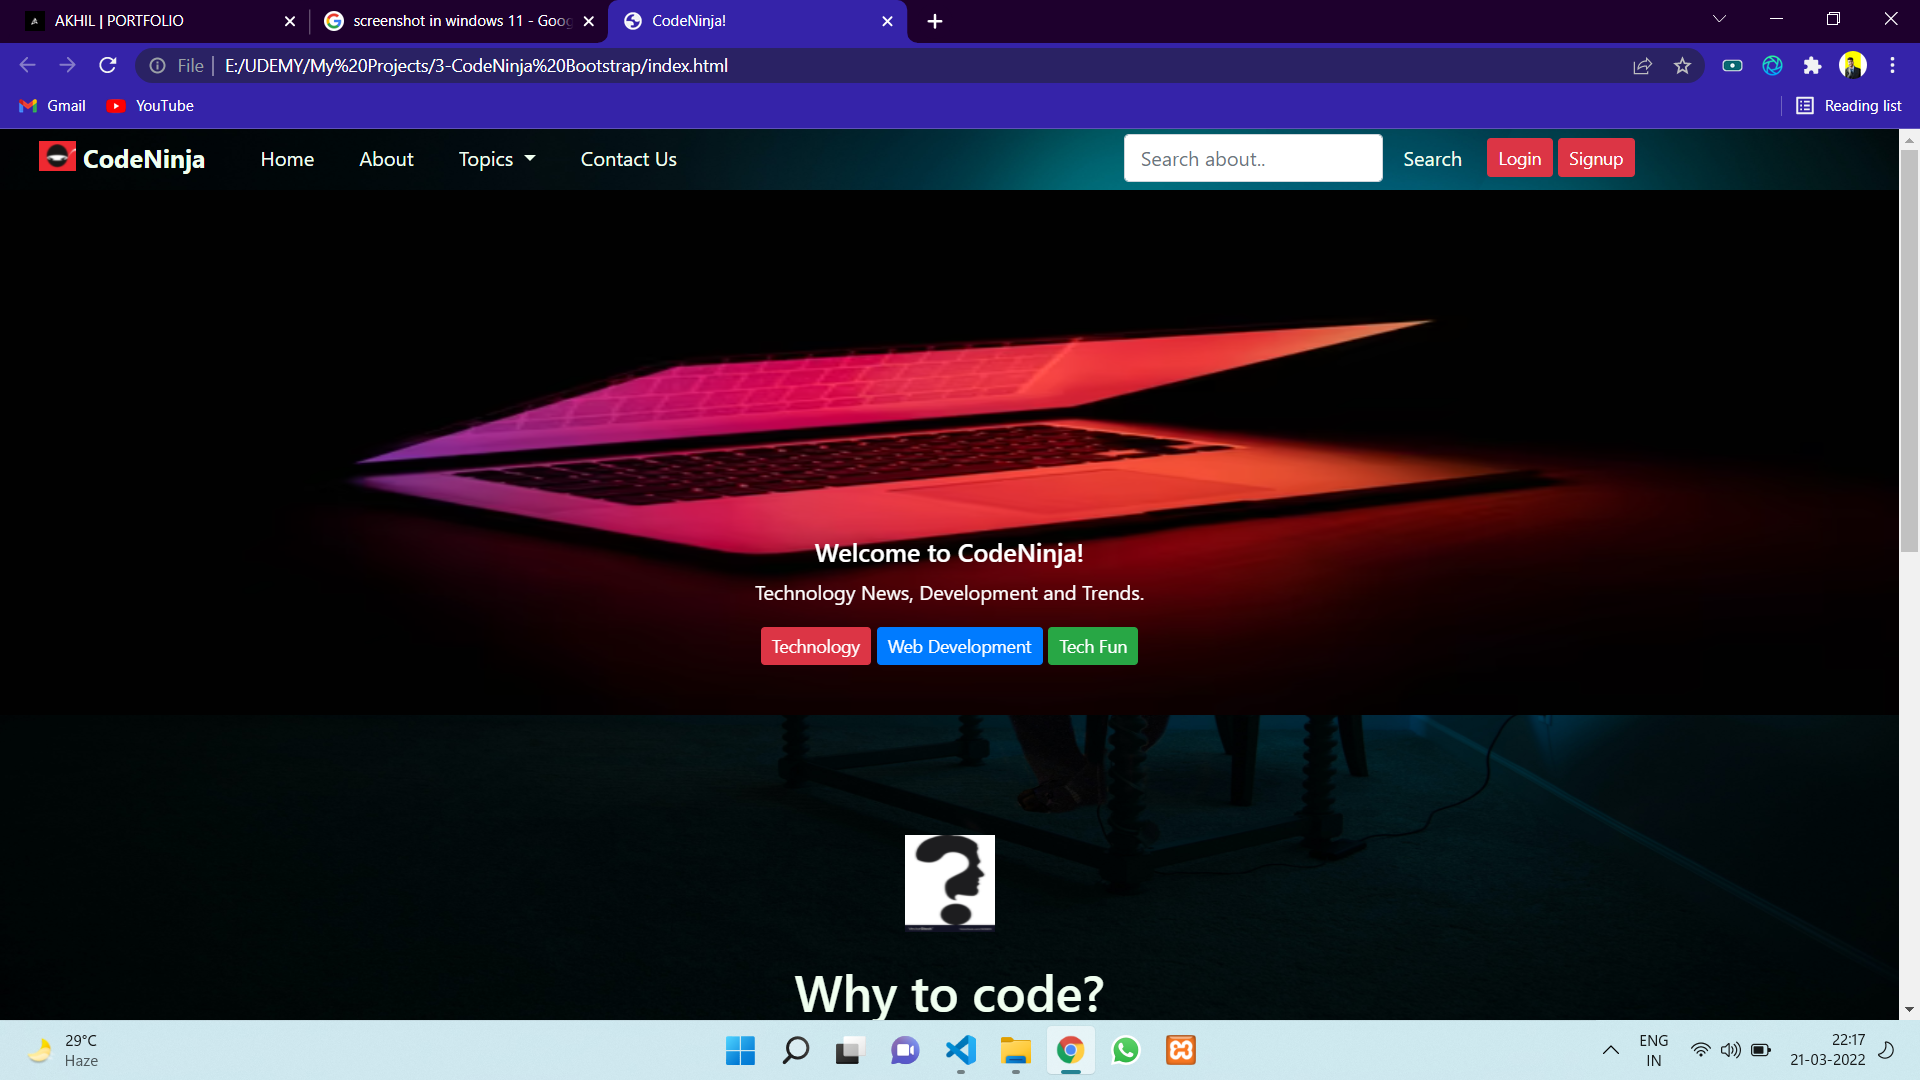 AKHIL | PORTFOLIO
screenshot in windows 11 - Goog
CodeNinja!
File
E:/UDEMY/My%20Projects/3-CodeNinja%20Bootstrap/index.html
Gmail
YouTube
Reading list
CodeNinja
Home
About
Topics
Contact Us
Search about..
Search
Login
Signup
Welcome to CodeNinja!
Technology News, Development and Trends.
Technology
Web Development
Tech Fun
Why to code?
29°C
Haze
ENG
IN
22:17
21-03-2022